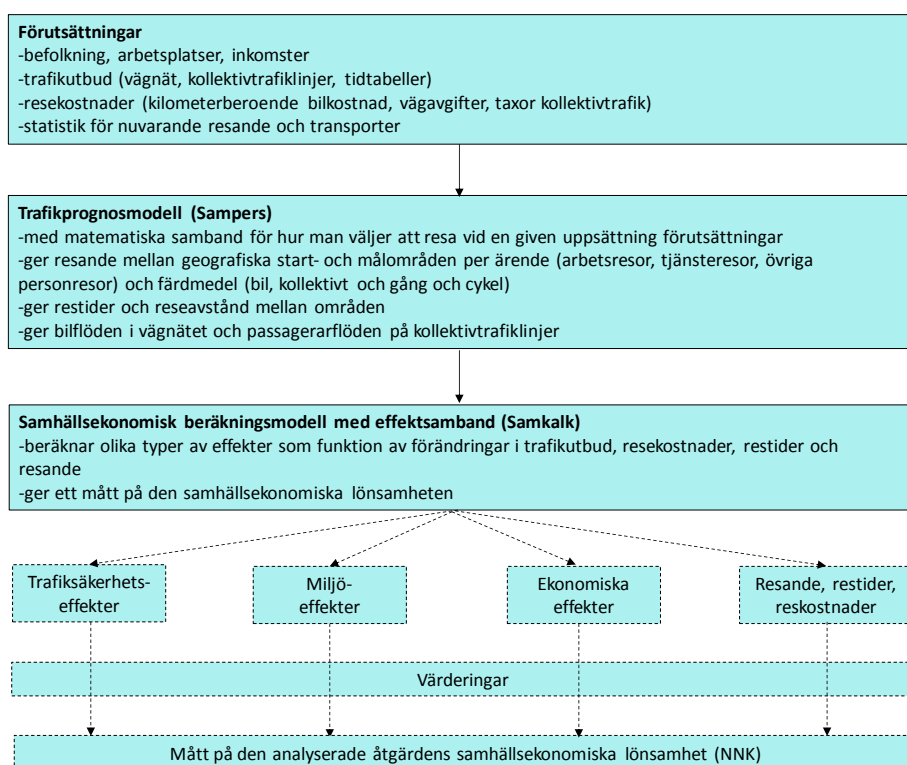 Förutsättningar
-befolkning, arbetsplatser, inkomster
-trafikutbud (vägnät, kollektivtrafiklinjer, tidtabeller)
-resekostnader (kilometerberoende bilkostnad, vägavgifter, taxor kollektivtrafik)
-statistik för nuvarande resande och transporter
Trafikprognosmodell (Sampers)
-med matematiska samband för hur man väljer att resa vid en given uppsättning förutsättningar
-ger resande mellan geografiska start- och målområden per ärende (arbetsresor, tjänsteresor, övriga
personresor) och färdmedel (bil, kollektivt och gång och cykel)
-ger restider och reseavstånd mellan områden
-ger bilflöden i vägnätet och passagerarflöden på kollektivtrafiklinjer
Samhällsekonomisk beräkningsmodell med effektsamband (Samkalk)
-beräknar olika typer av effekter som funktion av förändringar i trafikutbud, resekostnader, restider och
resande
-ger ett mått på den samhällsekonomiska lönsamheten
Trafiksäkerhets-
effekter
Miljö-
effekter
Ekonomiska
effekter
Resande, restider,
reskostnader
Värderingar
Mått på den analyserade åtgärdens samhällsekonomiska lönsamhet (NNK)